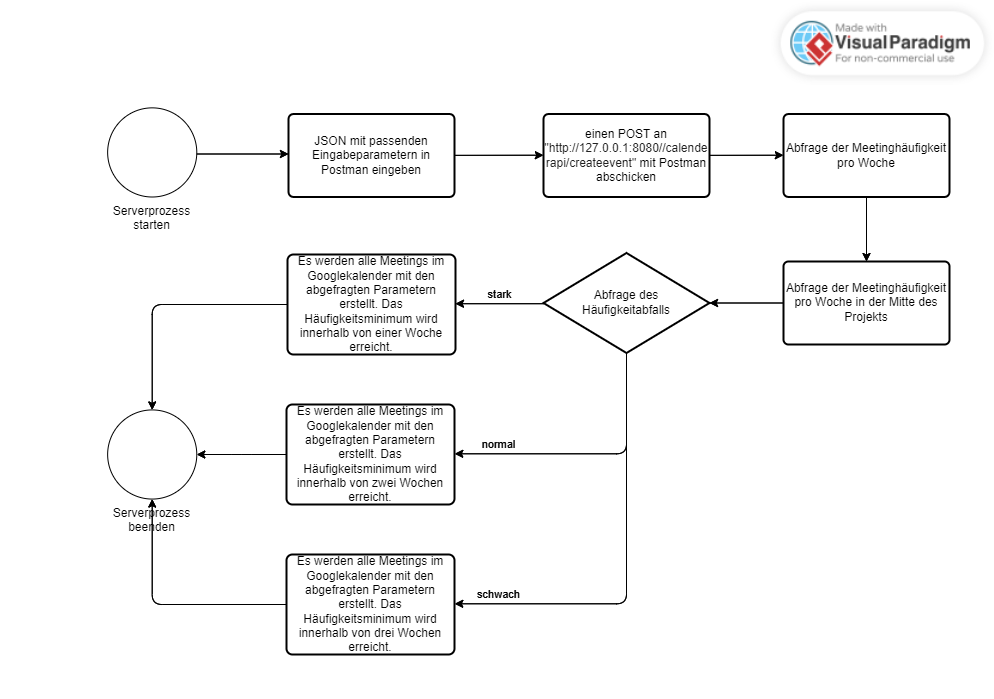 Made with
VisualParadigm
For non-commercial use
JSON mit passenden
Eingabeparametern in
Postman eingeben
einen POST an
"http://127.0.0.1:8080//calende
rapi/createevent" mit Postman
abschicken
Abfrage der Meetinghäufigkeit
pro Woche
Serverprozess
starten
Es werden alle Meetings im
Googlekalender mit den
abgefragten Parametern
erstellt. Das
Häufigkeitsminimum wird
innerhalb von einer Woche
erreicht.
stark
Abfrage des
Häufigkeitabfalls
Abfrage der Meetinghäufigkeit
pro Woche in der Mitte des
Projekts
Es werden alle Meetings im
Googlekalender mit den
abgefragten Parametern
erstellt. Das
Häufigkeitsminimum wird
innerhalb von zwei Wochen
erreicht.
normal
Serverprozess
beenden
Es werden alle Meetings im
Googlekalender mit den
abgefragten Parametern
erstellt. Das
Häufigkeitsminimum wird
innerhalb von drei Wochen
erreicht.
schwach